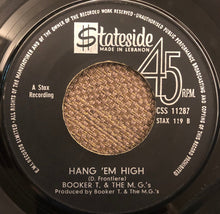 Stateside
MADE IN LEBANON
A Stax
Recording
45
RPM.
CSS 11287
STAX 119 B
HANG 'EM HIGH
(D. Frontiere)
BOOKER T. & THE M.G.'s
Produced by Booker T. & The M.G.'s